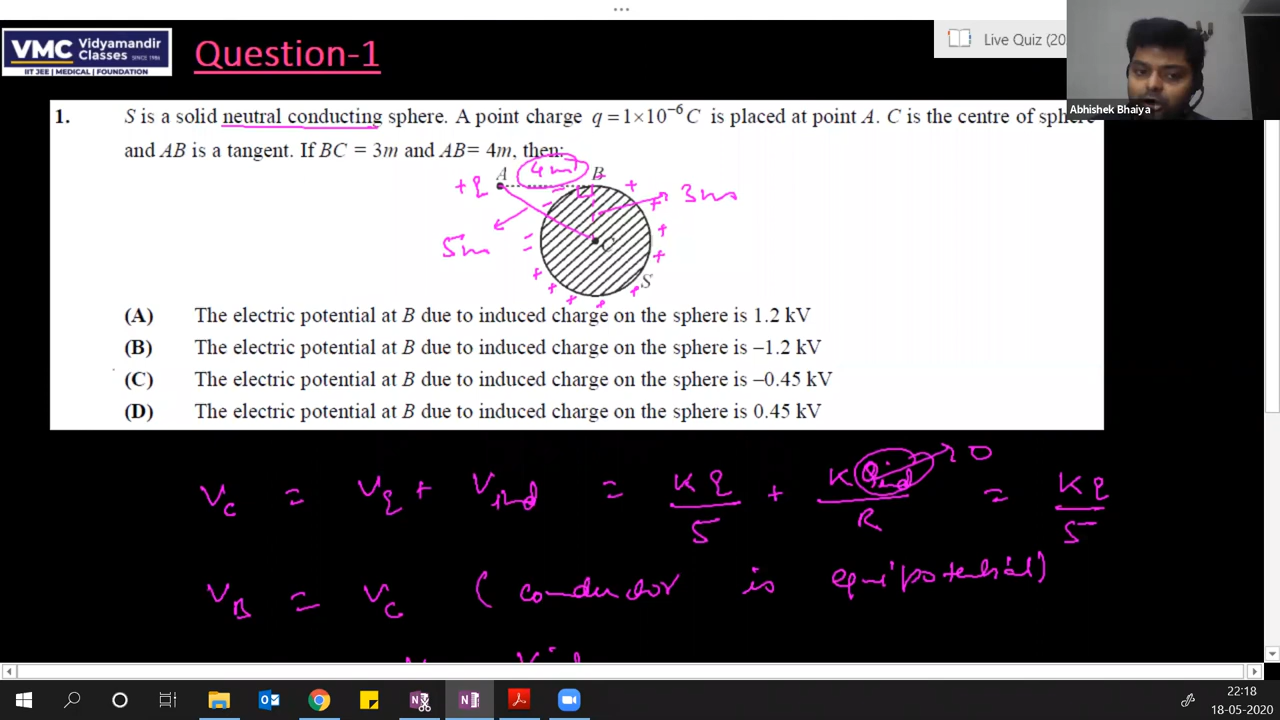 ...
VMC Vidyamandir Classes SINCE 1986
IIT JEE | MEDICAL | FOUNDATION
Question-1
Live Quiz (20
Abhishek Bhaiya
1. S is a solid neutral conducting sphere. A point charge q = 1×10⁻⁶ C is placed at point A. C is the centre of sphere
and AB is a tangent. If BC = 3m and AB= 4m, then:
A 4m B
+q
3m
5m
C
S
(A) The electric potential at B due to induced charge on the sphere is 1.2 kV
(B) The electric potential at B due to induced charge on the sphere is −1.2 kV
(C) The electric potential at B due to induced charge on the sphere is −0.45 kV
(D) The electric potential at B due to induced charge on the sphere is 0.45 kV
V_C = V_q + V_ind = Kq/5 + KQ_ind/R = Kq/5
0
V_B = V_C (conductor is equipotential)
22:18
18-05-2020